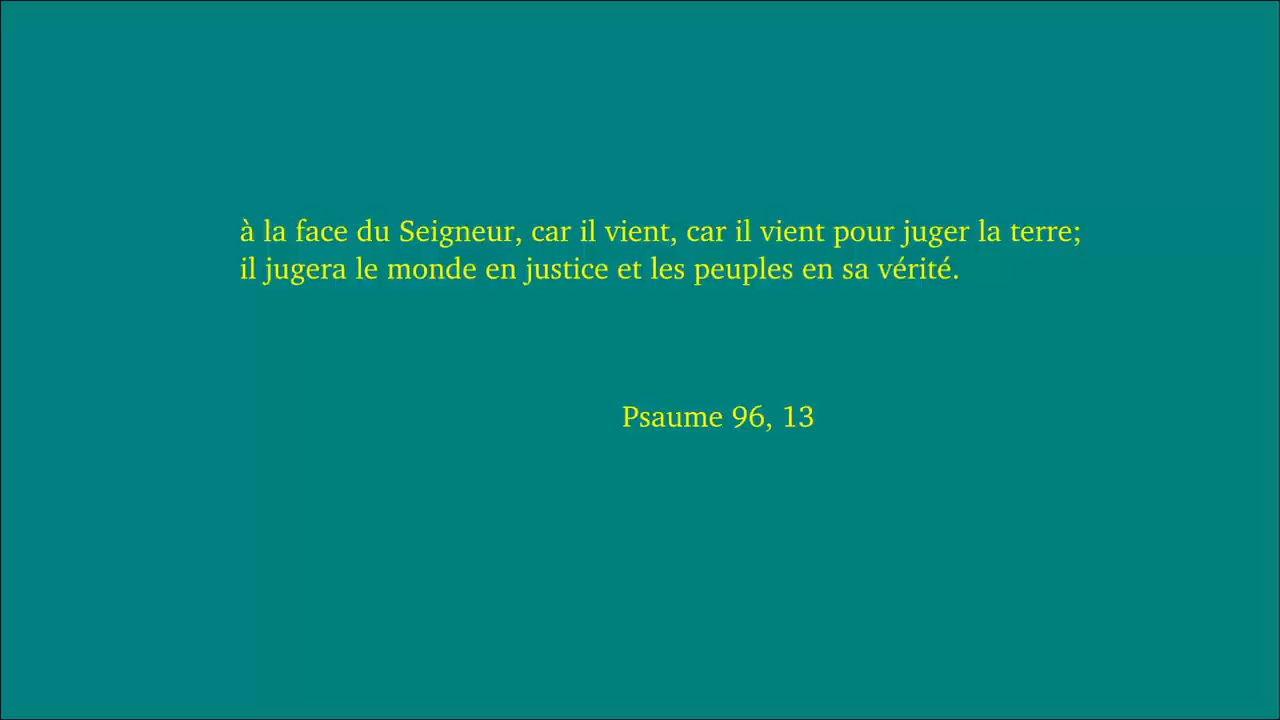 à la face du Seigneur, car il vient, car il vient pour juger la terre;
il jugera le monde en justice et les peuples en sa vérité.
Psaume 96, 13